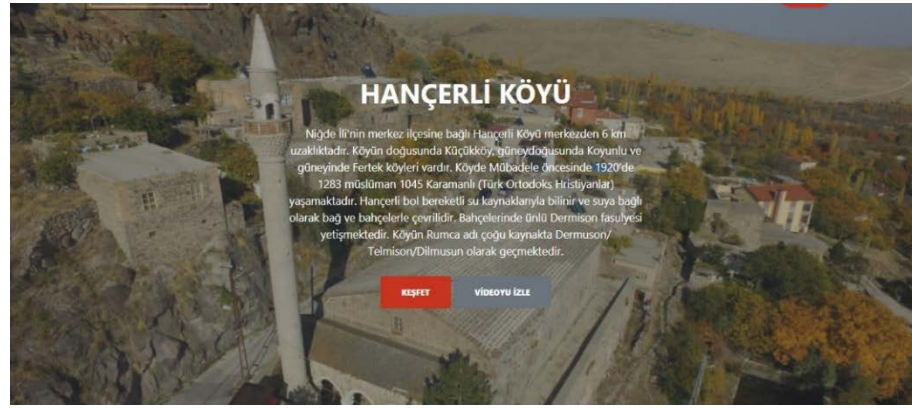 HANÇERLİ KÖYÜ
Niğde İli'nin merkez ilçesine bağlı Hançerli Köyü merkezden 6 km
uzaklıktadır. Köyün doğusunda Küçükköy, güneydoğusunda Koyunlu ve
güneyinde Fertek köyleri vardır. Köyde Mübadele öncesinde 1920'de
1283 müslüman 1045 Karamanlı (Türk Ortodoks Hristiyanlar)
yaşamaktadır. Hançerli bol bereketli su kaynaklarıyla bilinir ve suya bağlı
olarak bağ ve bahçelerle çevrilidir. Bahçelerinde ünlü Dermison fasulyesi
yetişmektedir. Köyün Rumca adı çoğu kaynakta Dermuson/
Telmison/Dilmusun olarak geçmektedir.
KEŞFET VİDEOYU İZLE